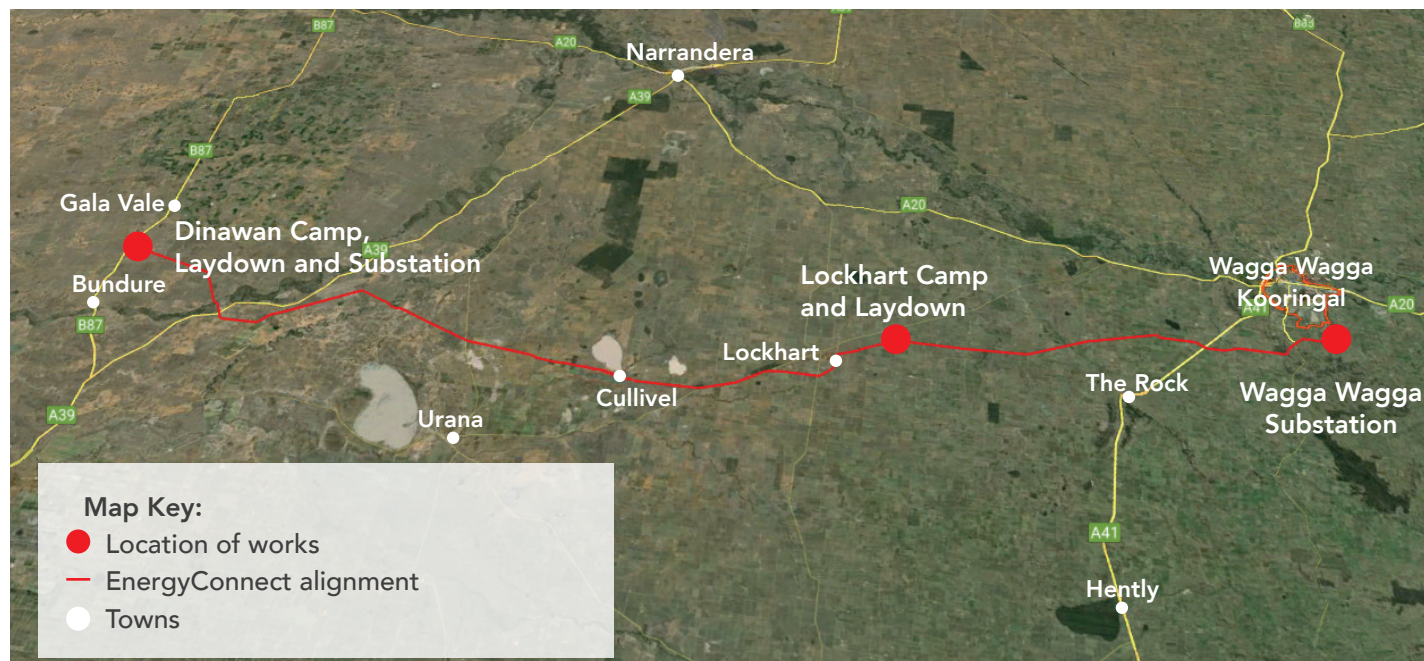 B87
A20
Narrandera
A39
B87
Gala Vale
A20
Dinawan Camp,
A39
Laydown and Substation
Bundure
B87
Lockhart Camp
and Laydown
Wagga Wagga
Kooringal
A41
A20
Lockhart
Cullivel
The Rock
Wagga Wagga
Substation
A39
Urana
Map Key:
Location of works
EnergyConnect alignment
Towns
A41
Hently